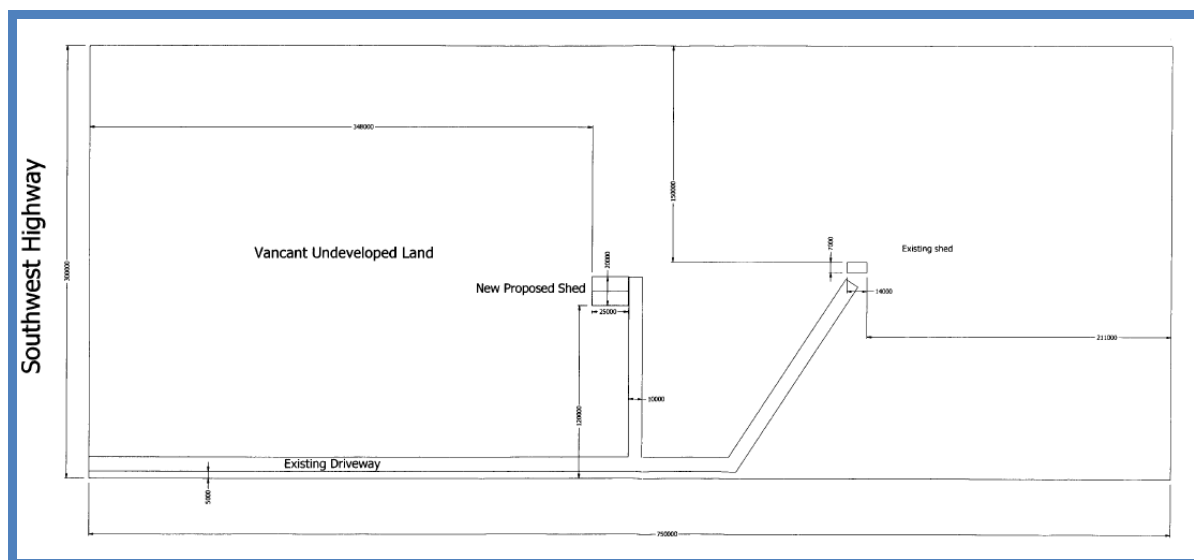 Southwest Highway
300000
348000
150000
Vancant Undeveloped Land
7000
Existing shed
20000
New Proposed Shed
14000
25000
211000
10000
120000
Existing Driveway
5000
750000